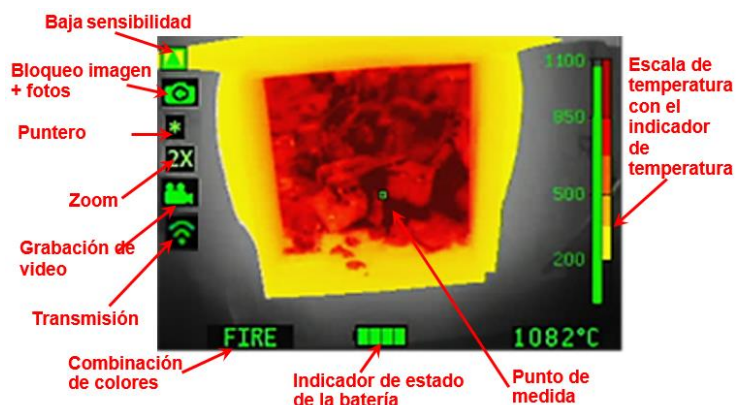 Baja sensibilidad
Bloqueo imagen
+ fotos
Puntero
Zoom
Grabación de
video
Transmisión
Combinación
de colores
Indicador de estado
de la batería
Punto de
medida
Escala de
temperatura
con el
indicador
de
temperatura
*
2X
1100
850
500
200
FIRE
1082°C